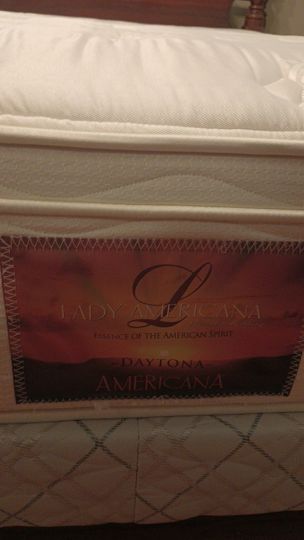 L
LADY AMERICANA
ESSENCE OF THE AMERICAN SPIRIT
DAYTONA
AMERICANA